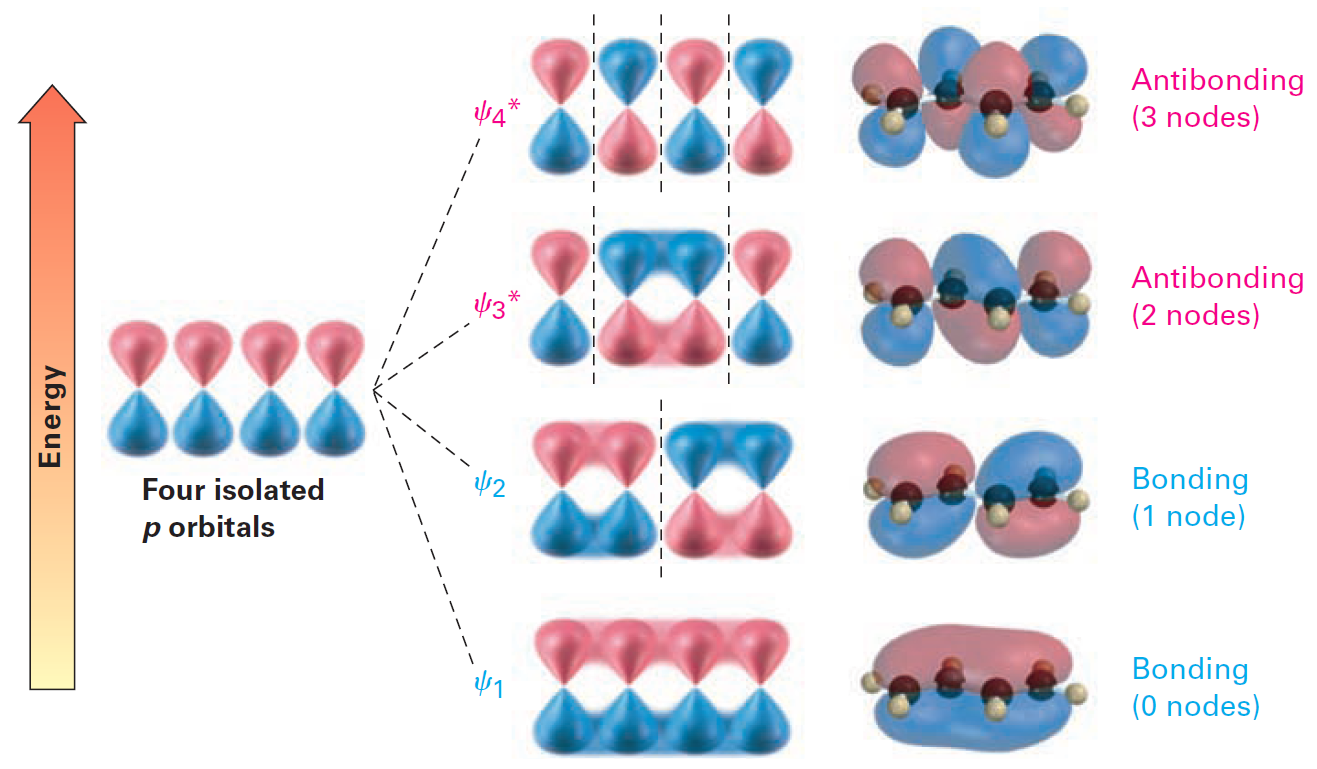 Energy
Four isolated
p orbitals
ψ4*
Antibonding
(3 nodes)
ψ3*
Antibonding
(2 nodes)
ψ2
Bonding
(1 node)
ψ1
Bonding
(0 nodes)